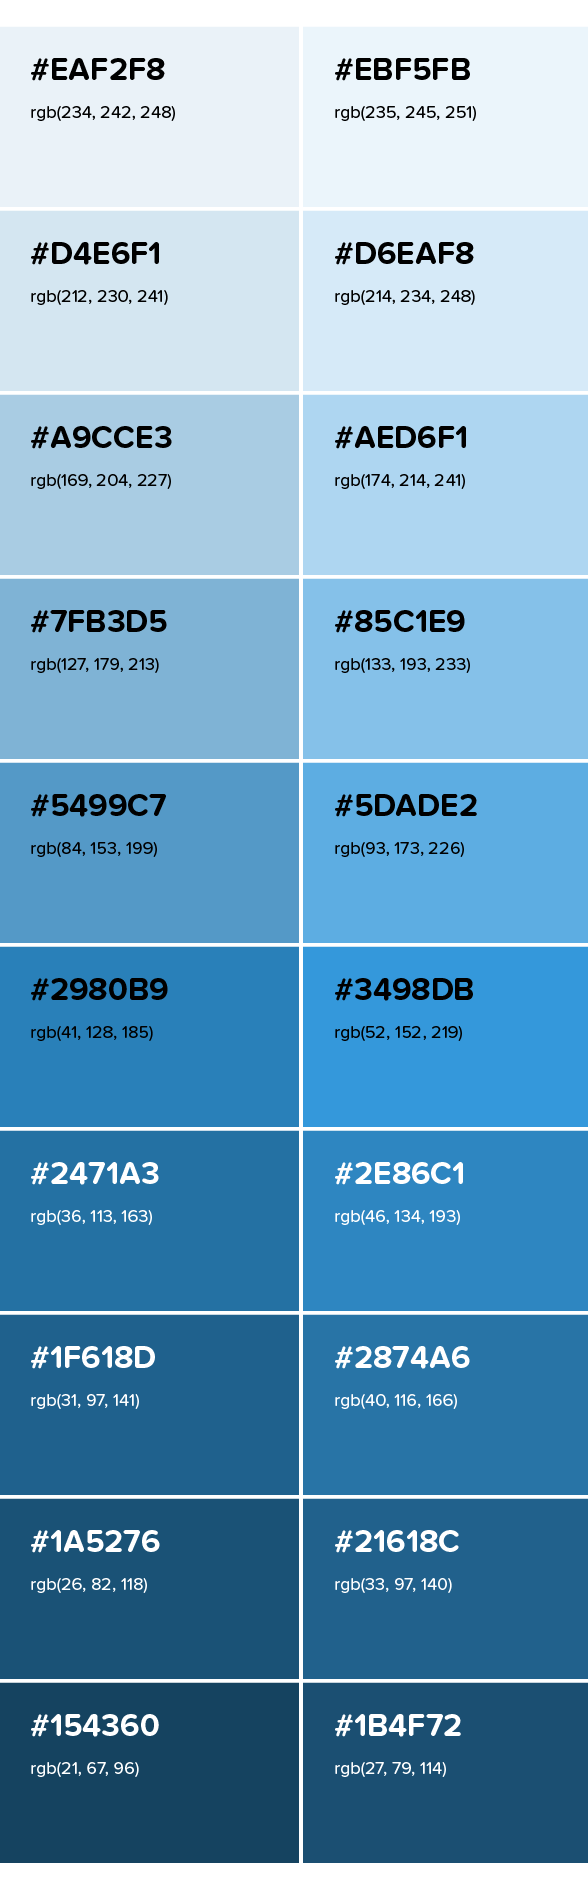 #EAF2F8
rgb(234, 242, 248)
#EBF5FB
rgb(235, 245, 251)
#D4E6F1
rgb(212, 230, 241)
#D6EAF8
rgb(214, 234, 248)
#A9CCE3
rgb(169, 204, 227)
#AED6F1
rgb(174, 214, 241)
#7FB3D5
rgb(127, 179, 213)
#85C1E9
rgb(133, 193, 233)
#5499C7
rgb(84, 153, 199)
#5DADE2
rgb(93, 173, 226)
#2980B9
rgb(41, 128, 185)
#3498DB
rgb(52, 152, 219)
#2471A3
rgb(36, 113, 163)
#2E86C1
rgb(46, 134, 193)
#1F618D
rgb(31, 97, 141)
#2874A6
rgb(40, 116, 166)
#1A5276
rgb(26, 82, 118)
#21618C
rgb(33, 97, 140)
#154360
rgb(21, 67, 96)
#1B4F72
rgb(27, 79, 114)